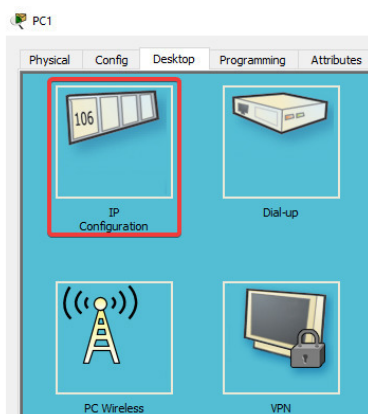 PC1
Physical Config Desktop Programming Attributes
106
IP
Configuration
Dial-up
PC Wireless
VPN